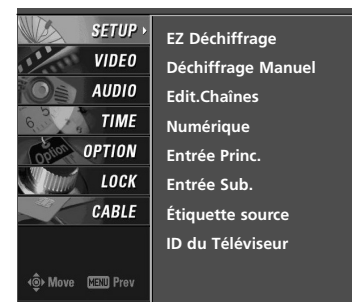 SETUP
VIDEO
AUDIO
TIME
OPTION
LOCK
CABLE
Move MENU Prev
EZ Déchiffrage
Déchiffrage Manuel
Edit.Chaînes
Numérique
Entrée Princ.
Entrée Sub.
Étiquette source
ID du Téléviseur